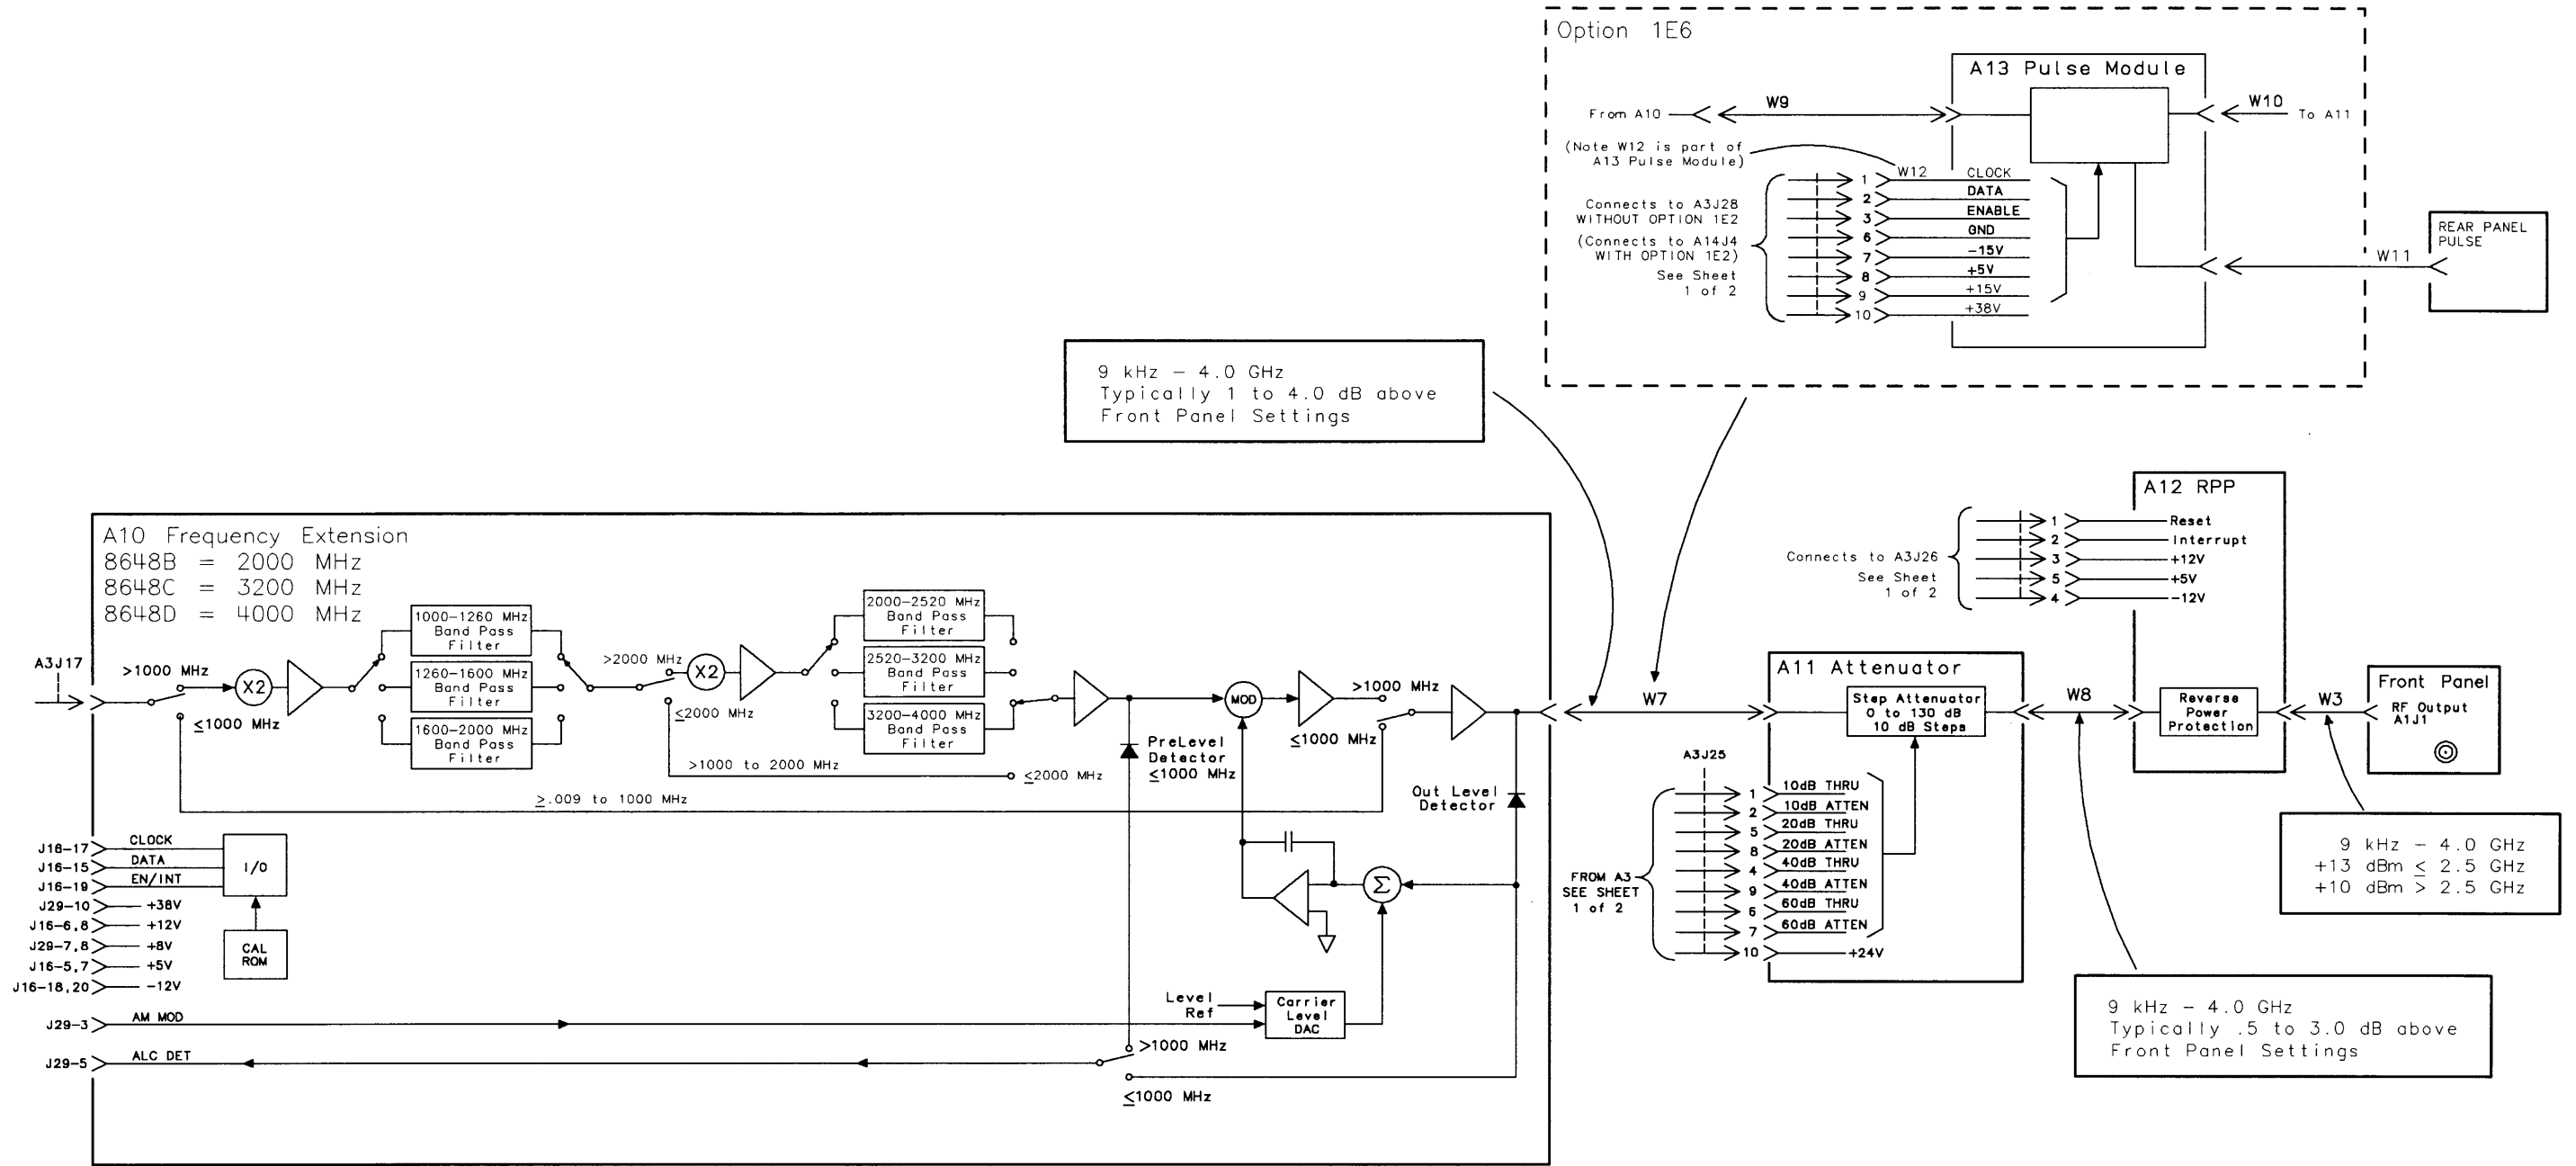 Option 1E6
A13 Pulse Module
From A10
W9
W10
To A11
(Note W12 is part of
A13 Pulse Module)
W12
1 CLOCK
2 DATA
3 ENABLE
6 GND
7 -15V
8 +5V
9 +15V
10 +38V
Connects to A3J28
WITHOUT OPTION 1E2
(Connects to A14J4
WITH OPTION 1E2)
See Sheet
1 of 2
W11
REAR PANEL
PULSE
9 kHz - 4.0 GHz
Typically 1 to 4.0 dB above
Front Panel Settings
A10 Frequency Extension
8648B = 2000 MHz
8648C = 3200 MHz
8648D = 4000 MHz
A3J17
>1000 MHz
≤1000 MHz
X2
1000-1260 MHz
Band Pass
Filter
1260-1600 MHz
Band Pass
Filter
1600-2000 MHz
Band Pass
Filter
>2000 MHz
≤2000 MHz
X2
2000-2520 MHz
Band Pass
Filter
2520-3200 MHz
Band Pass
Filter
3200-4000 MHz
Band Pass
Filter
>1000 to 2000 MHz
≤2000 MHz
≥.009 to 1000 MHz
PreLevel
Detector
≤1000 MHz
MOD
>1000 MHz
≤1000 MHz
Out Level
Detector
Σ
Level
Ref
Carrier
Level
DAC
>1000 MHz
≤1000 MHz
J16-17 CLOCK
J16-15 DATA
J16-19 EN/INT
I/O
CAL
ROM
J29-10 +38V
J16-6,8 +12V
J29-7,8 +8V
J16-5,7 +5V
J16-18,20 -12V
J29-3 AM MOD
J29-5 ALC DET
W7
A11 Attenuator
Step Attenuator
0 to 130 dB
10 dB Steps
A3J25
1 10dB THRU
2 10dB ATTEN
5 20dB THRU
8 20dB ATTEN
4 40dB THRU
9 40dB ATTEN
6 60dB THRU
7 60dB ATTEN
10 +24V
FROM A3
SEE SHEET
1 of 2
W8
A12 RPP
1 Reset
2 Interrupt
3 +12V
5 +5V
4 -12V
Connects to A3J26
See Sheet
1 of 2
Reverse
Power
Protection
W3
Front Panel
RF Output
A1J1
9 kHz - 4.0 GHz
+13 dBm ≤ 2.5 GHz
+10 dBm > 2.5 GHz
9 kHz - 4.0 GHz
Typically .5 to 3.0 dB above
Front Panel Settings